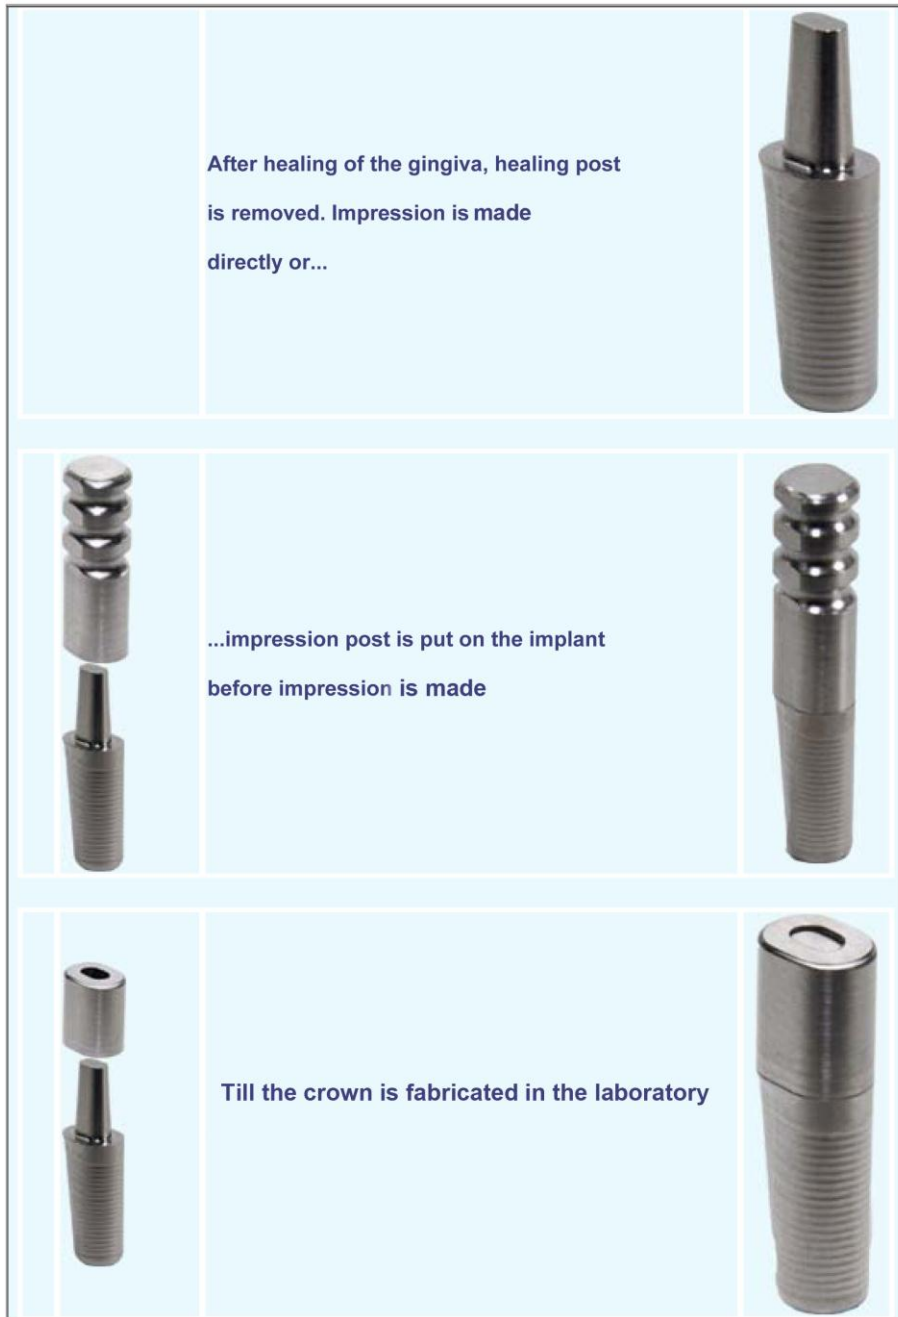 After healing of the gingiva, healing post
is removed. Impression is made
directly or...
...impression post is put on the implant
before impression is made
Till the crown is fabricated in the laboratory